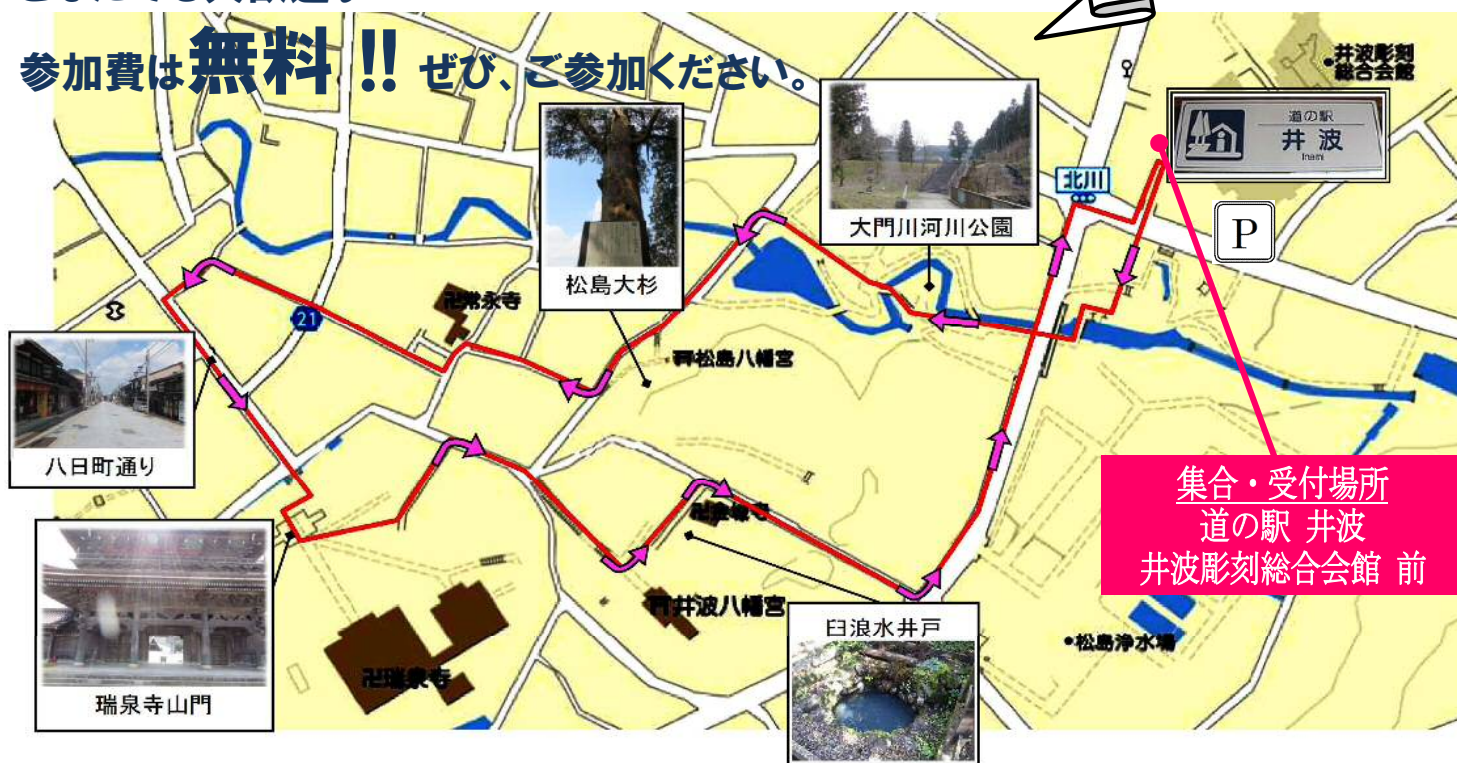 参加費は無料!! ぜひ、ご参加ください。
井波彫刻
総合会館
道の駅
井波
Inami
北川
P
大門川河川公園
松島大杉
卍常永寺
21
松島八幡宮
八日町通り
集合・受付場所
道の駅 井波
井波彫刻総合会館 前
井波八幡宮
臼浪水井戸
松島浄水場
卍瑞泉寺
瑞泉寺山門